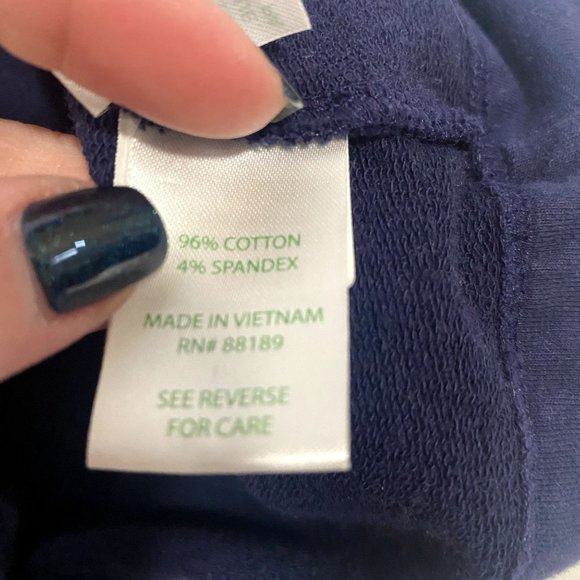 96% COTTON
4% SPANDEX
MADE IN VIETNAM
RN# 88189
SEE REVERSE
FOR CARE